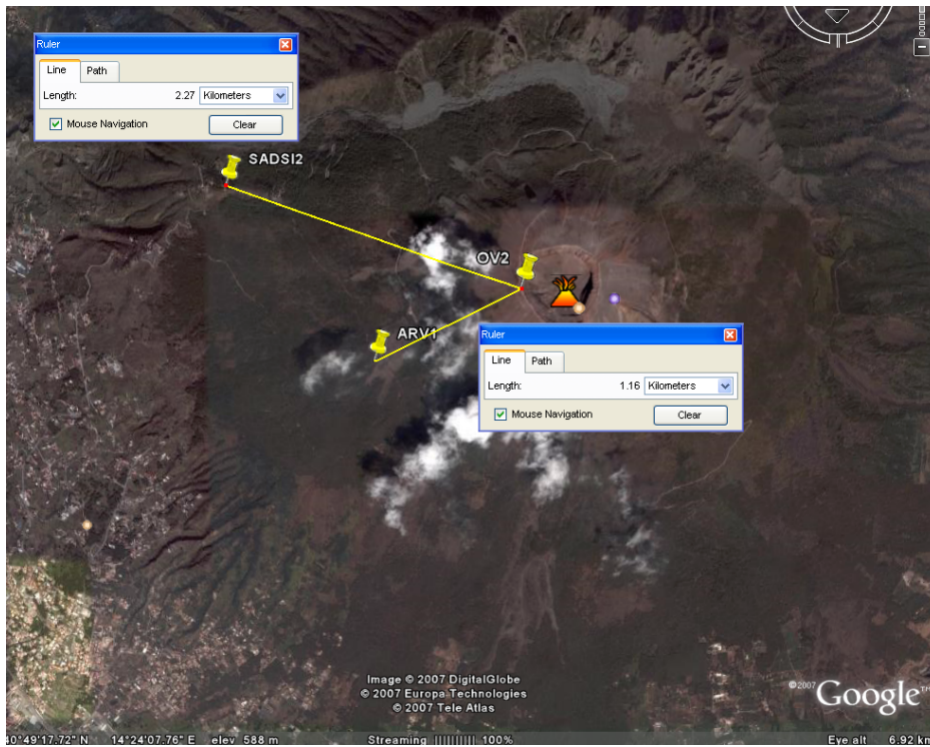 Ruler
Line Path
Length: 2.27 Kilometers
Mouse Navigation Clear
SADSI2
OV2
ARV1
Ruler
Line Path
Length: 1.16 Kilometers
Mouse Navigation Clear
Image © 2007 DigitalGlobe
© 2007 Europa Technologies
© 2007 Tele Atlas
©2007 Google™
40°49'17.72" N 14°24'07.76" E elev 588 m Streaming |||||||||| 100% Eye alt 6.92 km